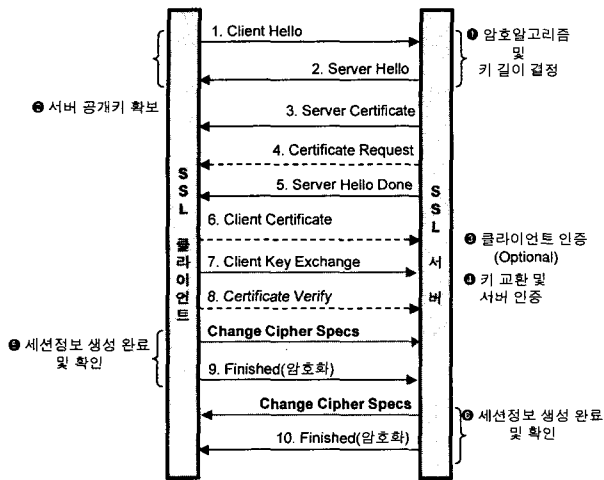 1. Client Hello
❶ 암호알고리즘
및
키 길이 결정
2. Server Hello
❷ 서버 공개키 확보
3. Server Certificate
4. Certificate Request
5. Server Hello Done
SSL 클라이언트
SSL 서버
6. Client Certificate
❸ 클라이언트 인증
(Optional)
7. Client Key Exchange
❹ 키 교환 및
서버 인증
8. Certificate Verify
Change Cipher Specs
❺ 세션정보 생성 완료
및 확인
9. Finished(암호화)
Change Cipher Specs
❻ 세션정보 생성 완료
및 확인
10. Finished(암호화)